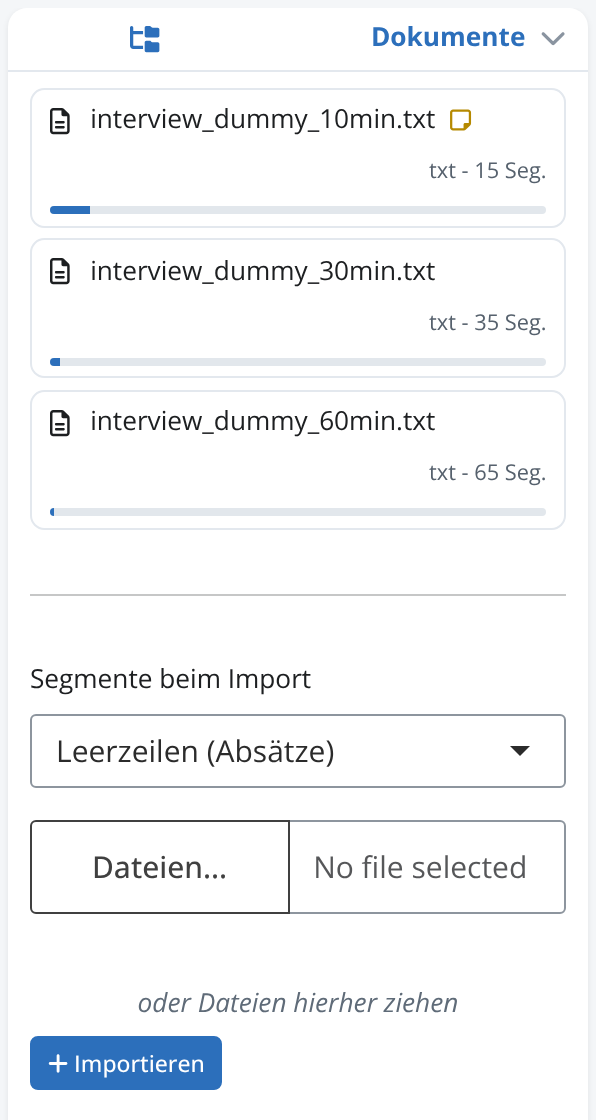 Dokumente
interview_dummy_10min.txt
txt - 15 Seg.
interview_dummy_30min.txt
txt - 35 Seg.
interview_dummy_60min.txt
txt - 65 Seg.
Segmente beim Import
Leerzeilen (Absätze)
Dateien... No file selected
oder Dateien hierher ziehen
+ Importieren